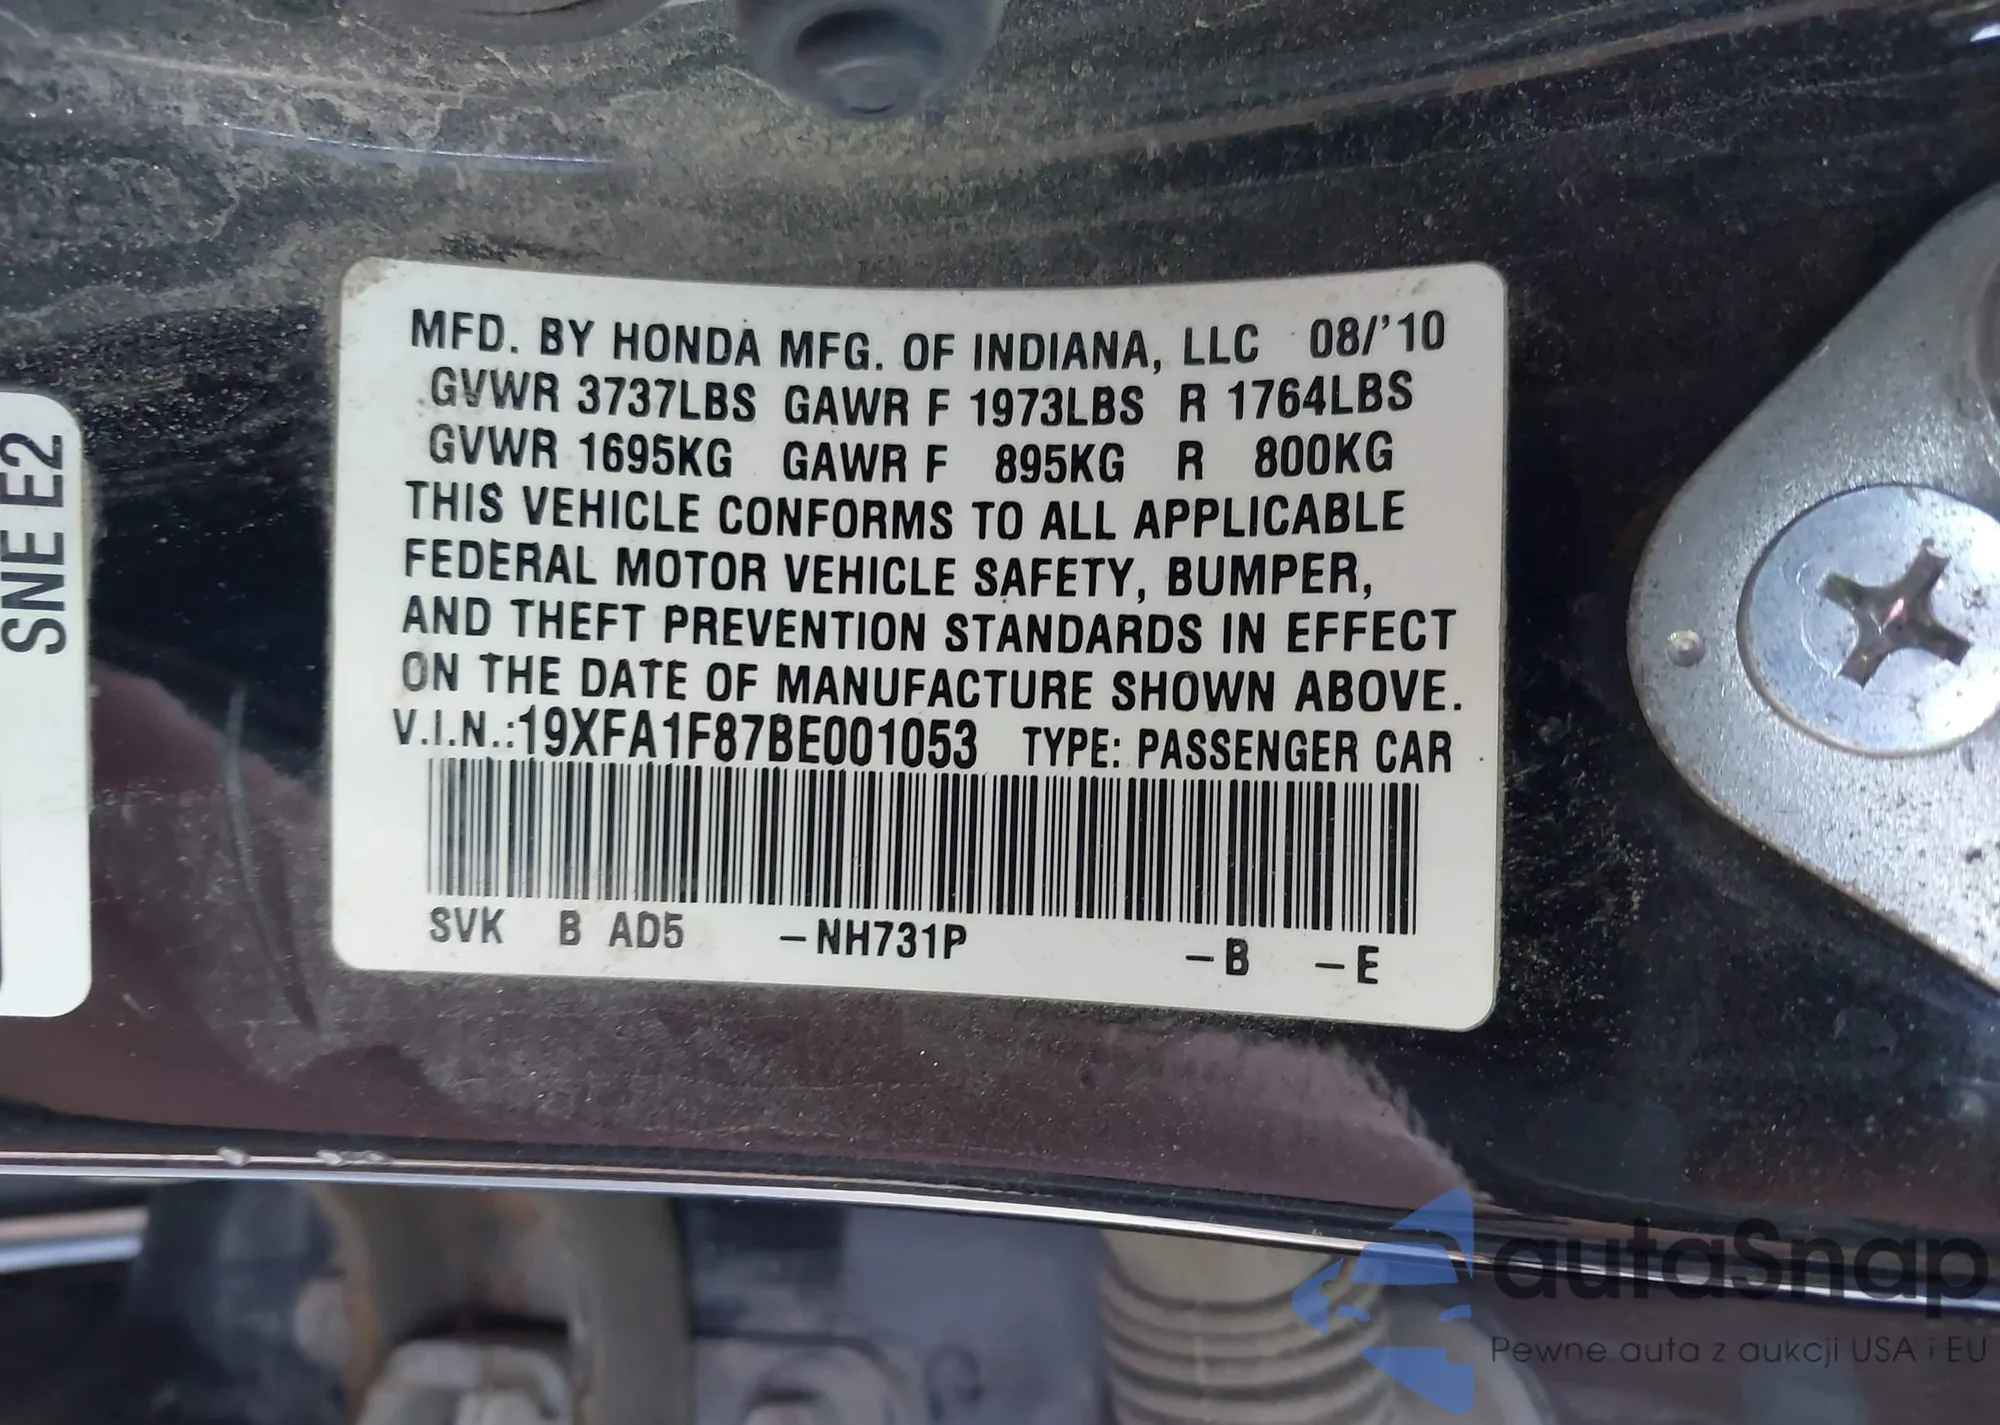 MFD. BY HONDA MFG. OF INDIANA, LLC 08/'10
GVWR 3737LBS GAWR F 1973LBS R 1764LBS
GVWR 1695KG GAWR F 895KG R 800KG
THIS VEHICLE CONFORMS TO ALL APPLICABLE
FEDERAL MOTOR VEHICLE SAFETY, BUMPER,
AND THEFT PREVENTION STANDARDS IN EFFECT
ON THE DATE OF MANUFACTURE SHOWN ABOVE.
V.I.N.:19XFA1F87BE001053 TYPE: PASSENGER CAR
SVK B AD5 –NH731P –B –E
SNE E2
autaSnap
Pewne auta z aukcji USA i EU